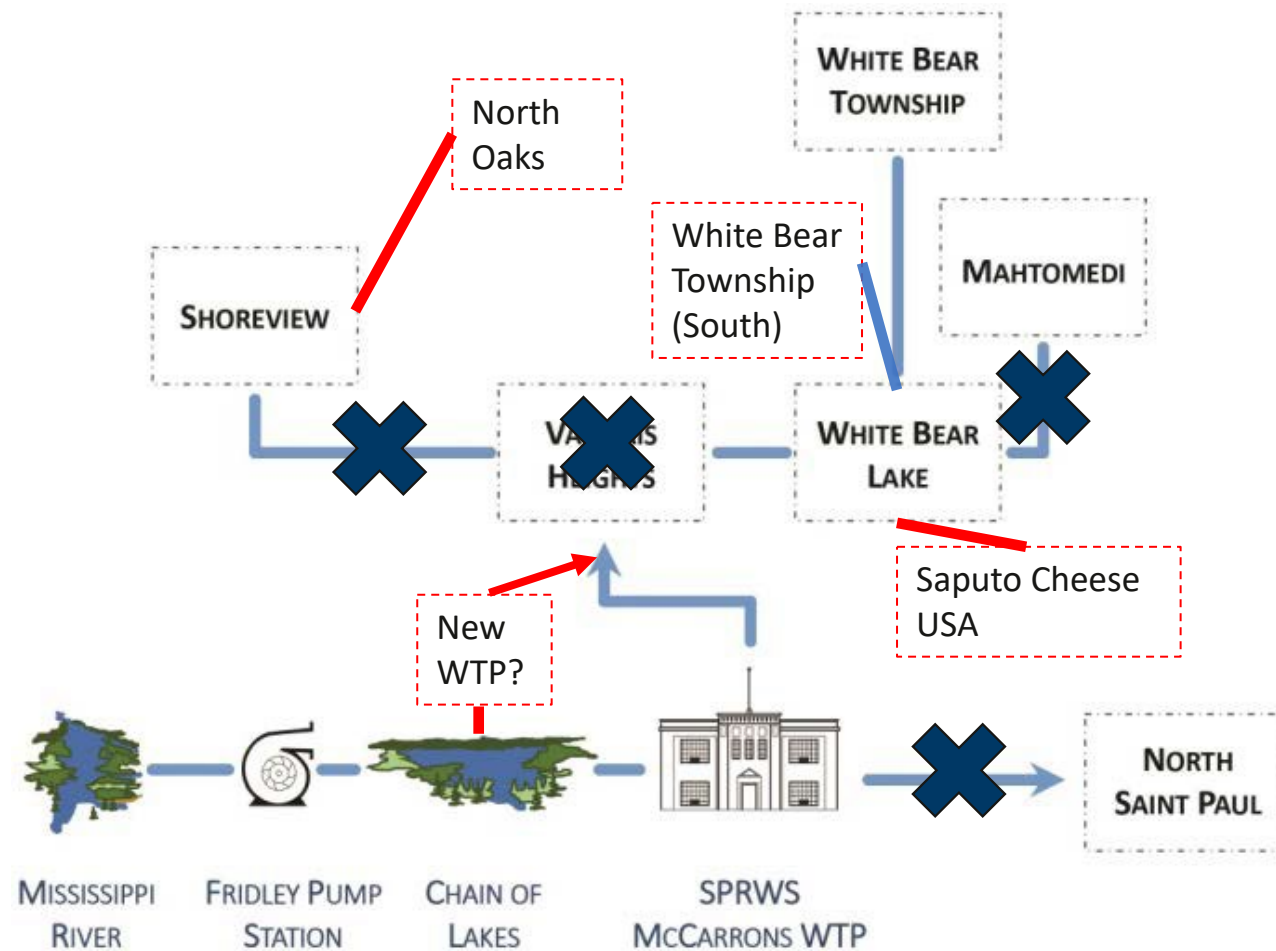 WHITE BEAR
TOWNSHIP
North
Oaks
White Bear
Township
(South)
MAHTOMEDI
SHOREVIEW
HEIGHTS
WHITE BEAR
LAKE
Saputo Cheese
USA
New
WTP?
NORTH
SAINT PAUL
MISSISSIPPI
RIVER
FRIDLEY PUMP
STATION
CHAIN OF
LAKES
SPRWS
MCCARRONS WTP